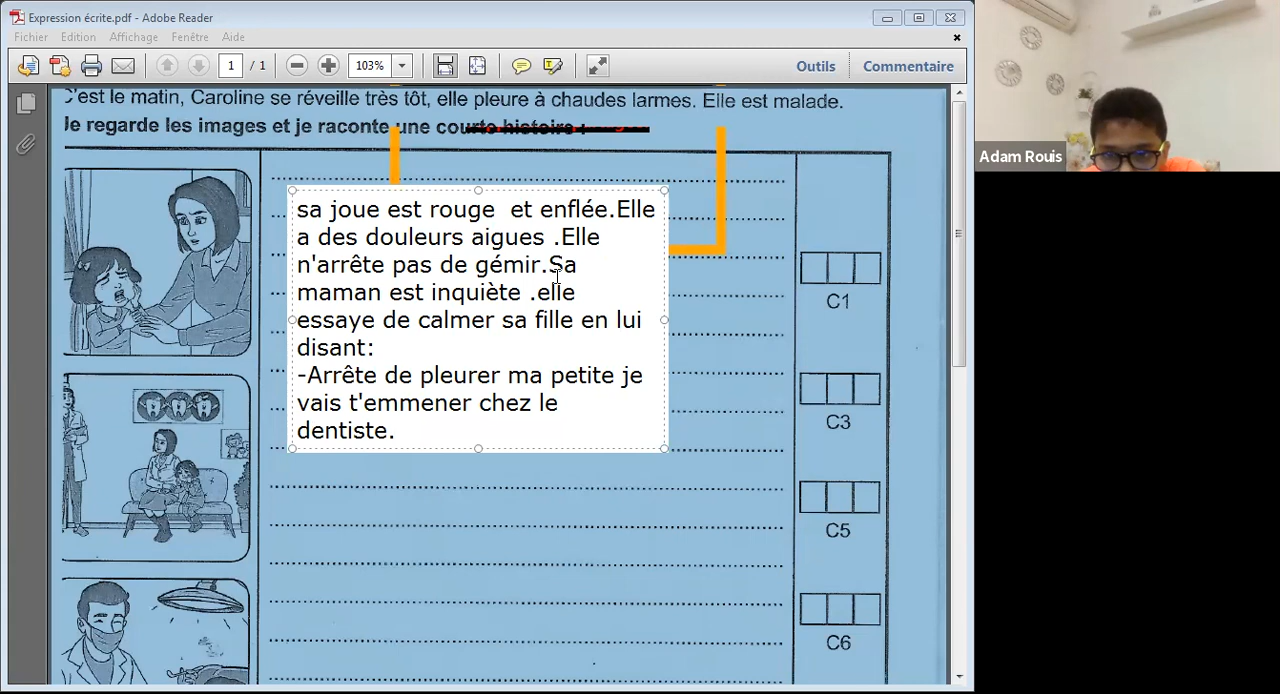 Expression écrite.pdf - Adobe Reader
Fichier Edition Affichage Fenêtre Aide
1 / 1 103% Outils Commentaire
C'est le matin, Caroline se réveille très tôt, elle pleure à chaudes larmes. Elle est malade.
Je regarde les images et je raconte une courte histoire :
sa joue est rouge et enflée.Elle
a des douleurs aigues .Elle
n'arrête pas de gémir.Sa
maman est inquiète .elle
essaye de calmer sa fille en lui
disant:
-Arrête de pleurer ma petite je
vais t'emmener chez le
dentiste.
C1
C3
C5
C6
Adam Rouis